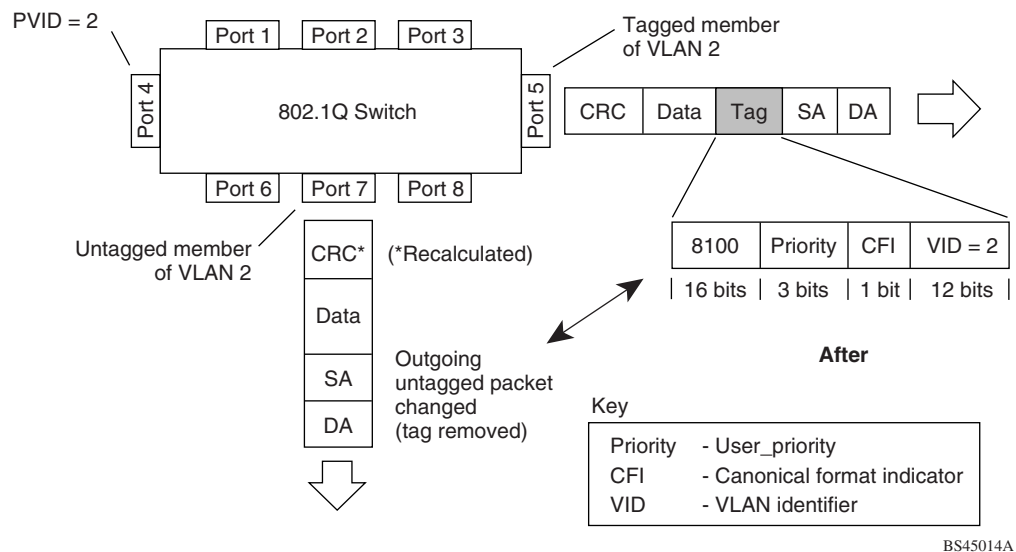 PVID = 2
Port 1
Port 2
Port 3
Tagged member
of VLAN 2
Port 4
802.1Q Switch
Port 5
CRC
Data
Tag
SA
DA
Port 6
Port 7
Port 8
Untagged member
of VLAN 2
CRC*
(*Recalculated)
Data
SA
DA
Outgoing
untagged packet
changed
(tag removed)
8100
Priority
CFI
VID = 2
16 bits
3 bits
1 bit
12 bits
After
Key
Priority - User_priority
CFI - Canonical format indicator
VID - VLAN identifier
BS45014A